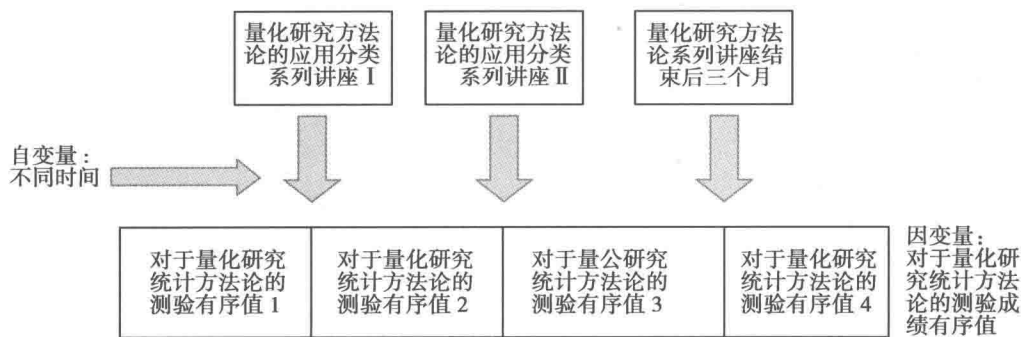 量化研究方法
论的应用分类
系列讲座Ⅰ
量化研究方法
论的应用分类
系列讲座Ⅱ
量化研究方法
论系列讲座结
束后三个月
自变量：
不同时间
对于量化研究
统计方法论的
测验有序值1
对于量化研究
统计方法论的
测验有序值2
对于量公研究
统计方法论的
测验有序值3
对于量化研究
统计方法论的
测验有序值4
因变量：
对于量化研
究统计方法
论的测验成
绩有序值